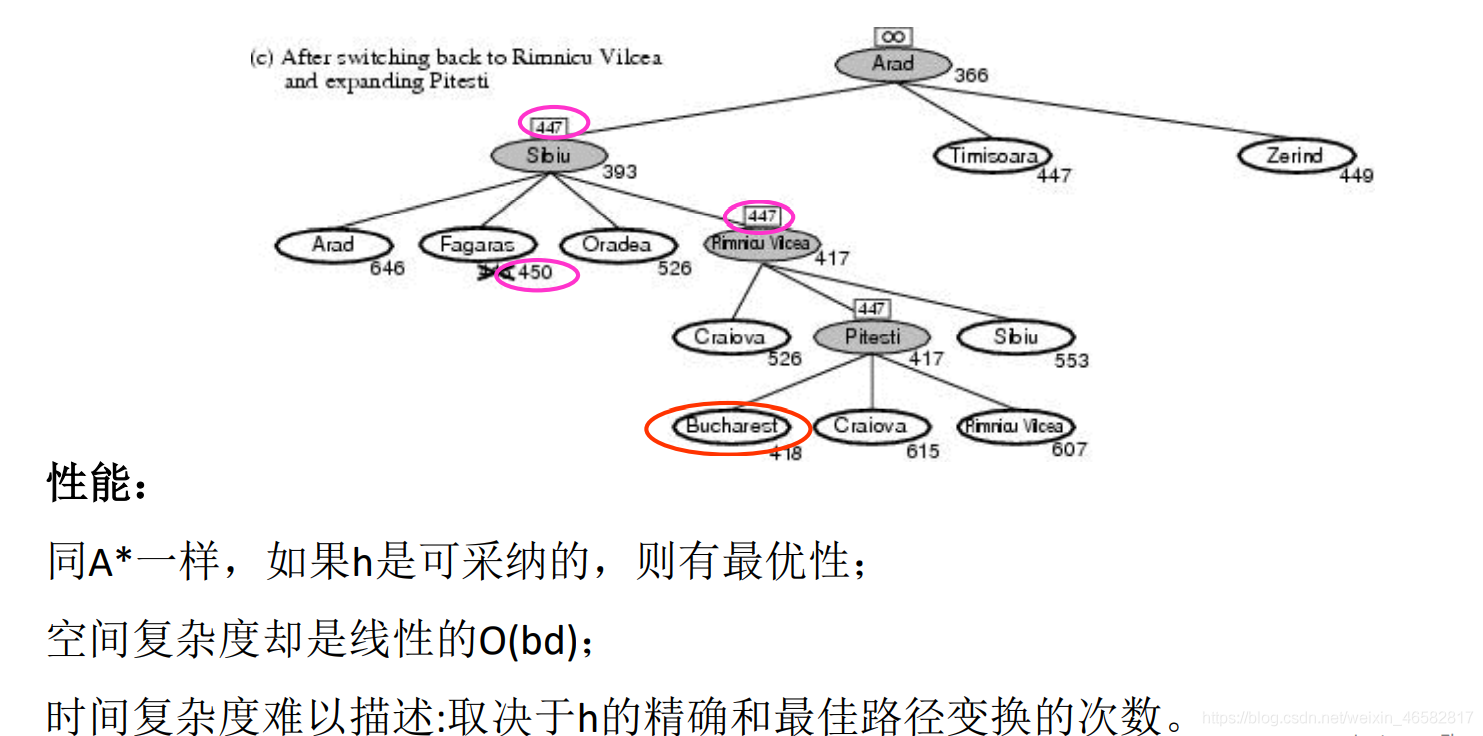 ∞
(c) After switching back to Rimnicu Vilcea
and expanding Pitesti
Arad
366
447
Sibiu
393
Timisoara
447
Zerind
449
447
Arad
646
Fagaras
450
Oradea
526
Rimnicu Vilcea
417
447
Craiova
526
Pitesti
417
Sibiu
553
Bucharest
418
Craiova
615
Rimnicu Vilcea
607
性能：
同A*一样，如果h是可采纳的，则有最优性；
空间复杂度却是线性的O(bd)；
时间复杂度难以描述:取决于h的精确和最佳路径变换的次数。
https://blog.csdn.net/weixin_46582817